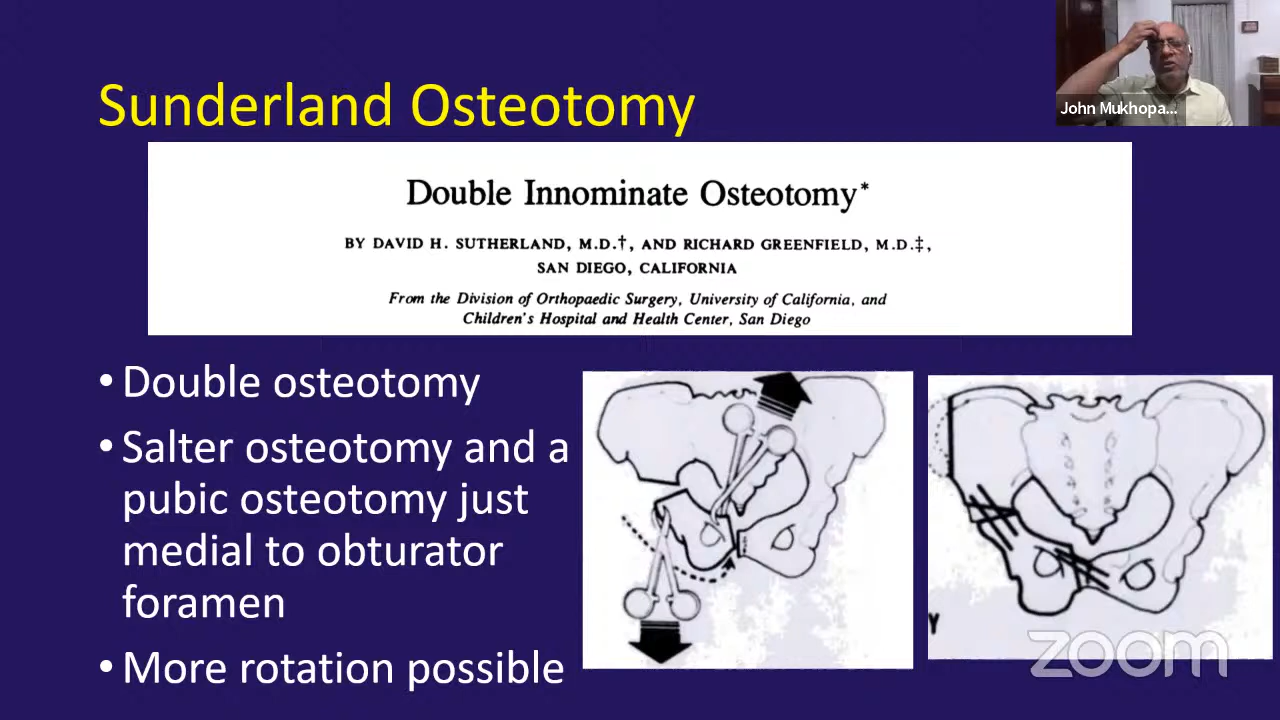 Sunderland Osteotomy
John Mukhopa...
Double Innominate Osteotomy*
BY DAVID H. SUTHERLAND, M.D.†, AND RICHARD GREENFIELD, M.D.‡,
SAN DIEGO, CALIFORNIA
From the Division of Orthopaedic Surgery, University of California, and
Children's Hospital and Health Center, San Diego
• Double osteotomy
• Salter osteotomy and a
pubic osteotomy just
medial to obturator
foramen
• More rotation possible
zoom